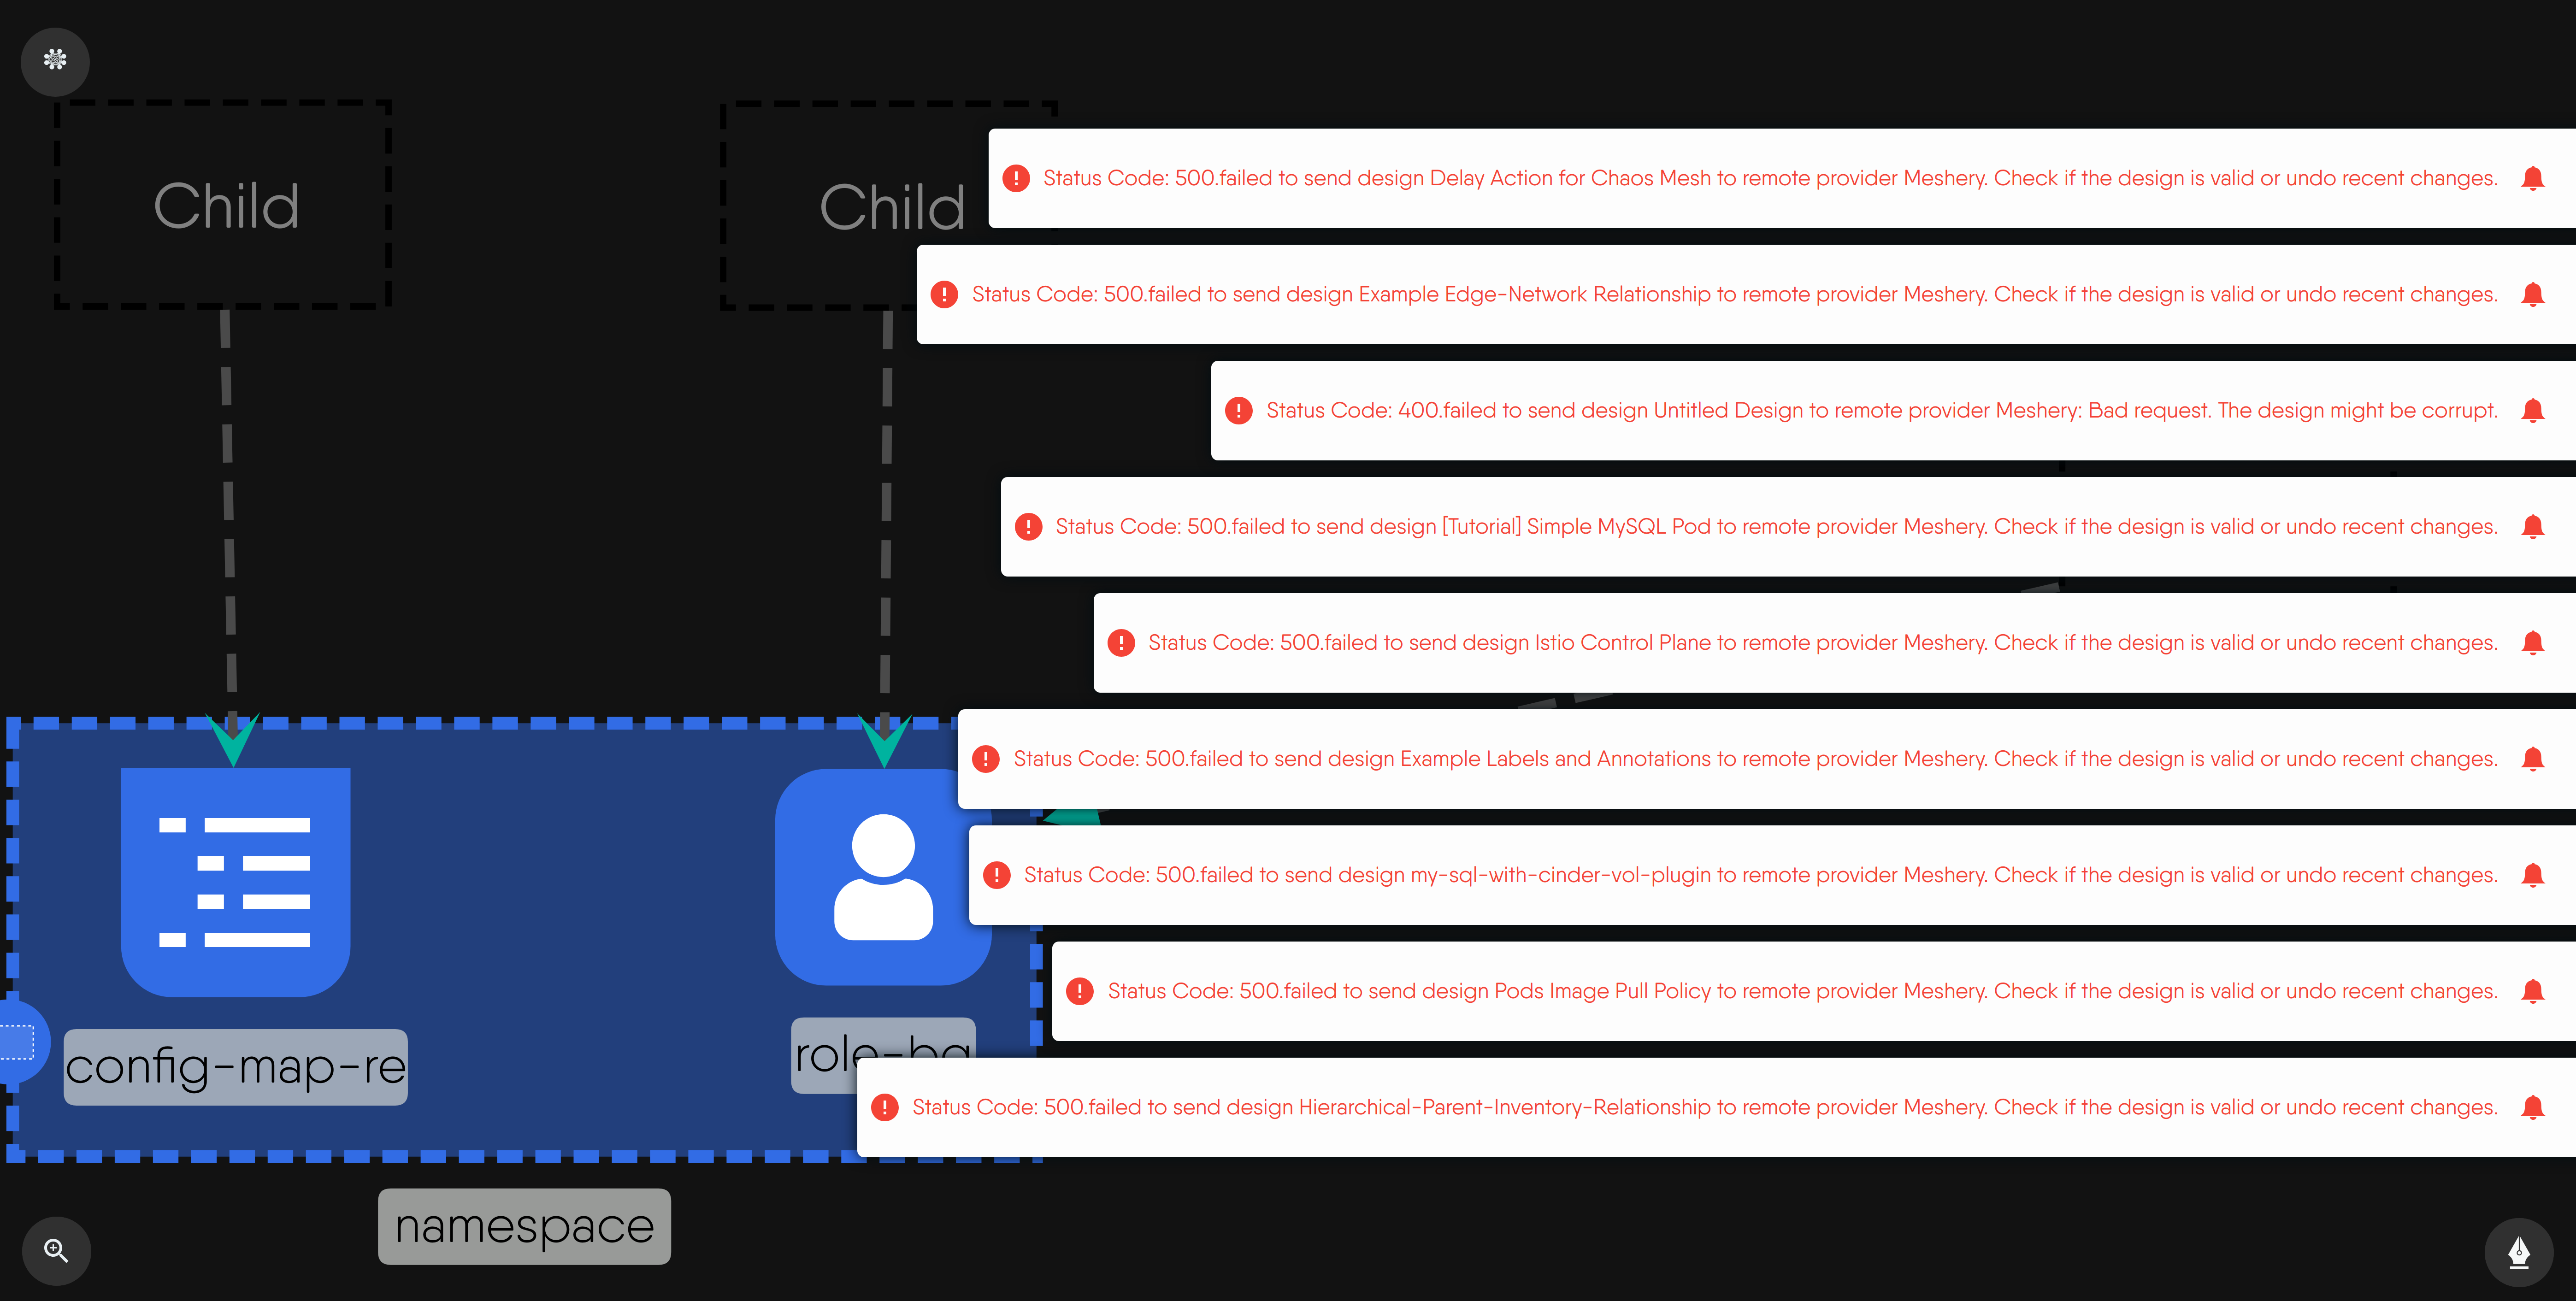 Child
Child
Status Code: 500.failed to send design Delay Action for Chaos Mesh to remote provider Meshery. Check if the design is valid or undo recent changes.
Status Code: 500.failed to send design Example Edge-Network Relationship to remote provider Meshery. Check if the design is valid or undo recent changes.
Status Code: 400.failed to send design Untitled Design to remote provider Meshery: Bad request. The design might be corrupt.
Status Code: 500.failed to send design [Tutorial] Simple MySQL Pod to remote provider Meshery. Check if the design is valid or undo recent changes.
Status Code: 500.failed to send design Istio Control Plane to remote provider Meshery. Check if the design is valid or undo recent changes.
Status Code: 500.failed to send design Example Labels and Annotations to remote provider Meshery. Check if the design is valid or undo recent changes.
Status Code: 500.failed to send design my-sql-with-cinder-vol-plugin to remote provider Meshery. Check if the design is valid or undo recent changes.
Status Code: 500.failed to send design Pods Image Pull Policy to remote provider Meshery. Check if the design is valid or undo recent changes.
config-map-re
Status Code: 500.failed to send design Hierarchical-Parent-Inventory-Relationship to remote provider Meshery. Check if the design is valid or undo recent changes.
namespace